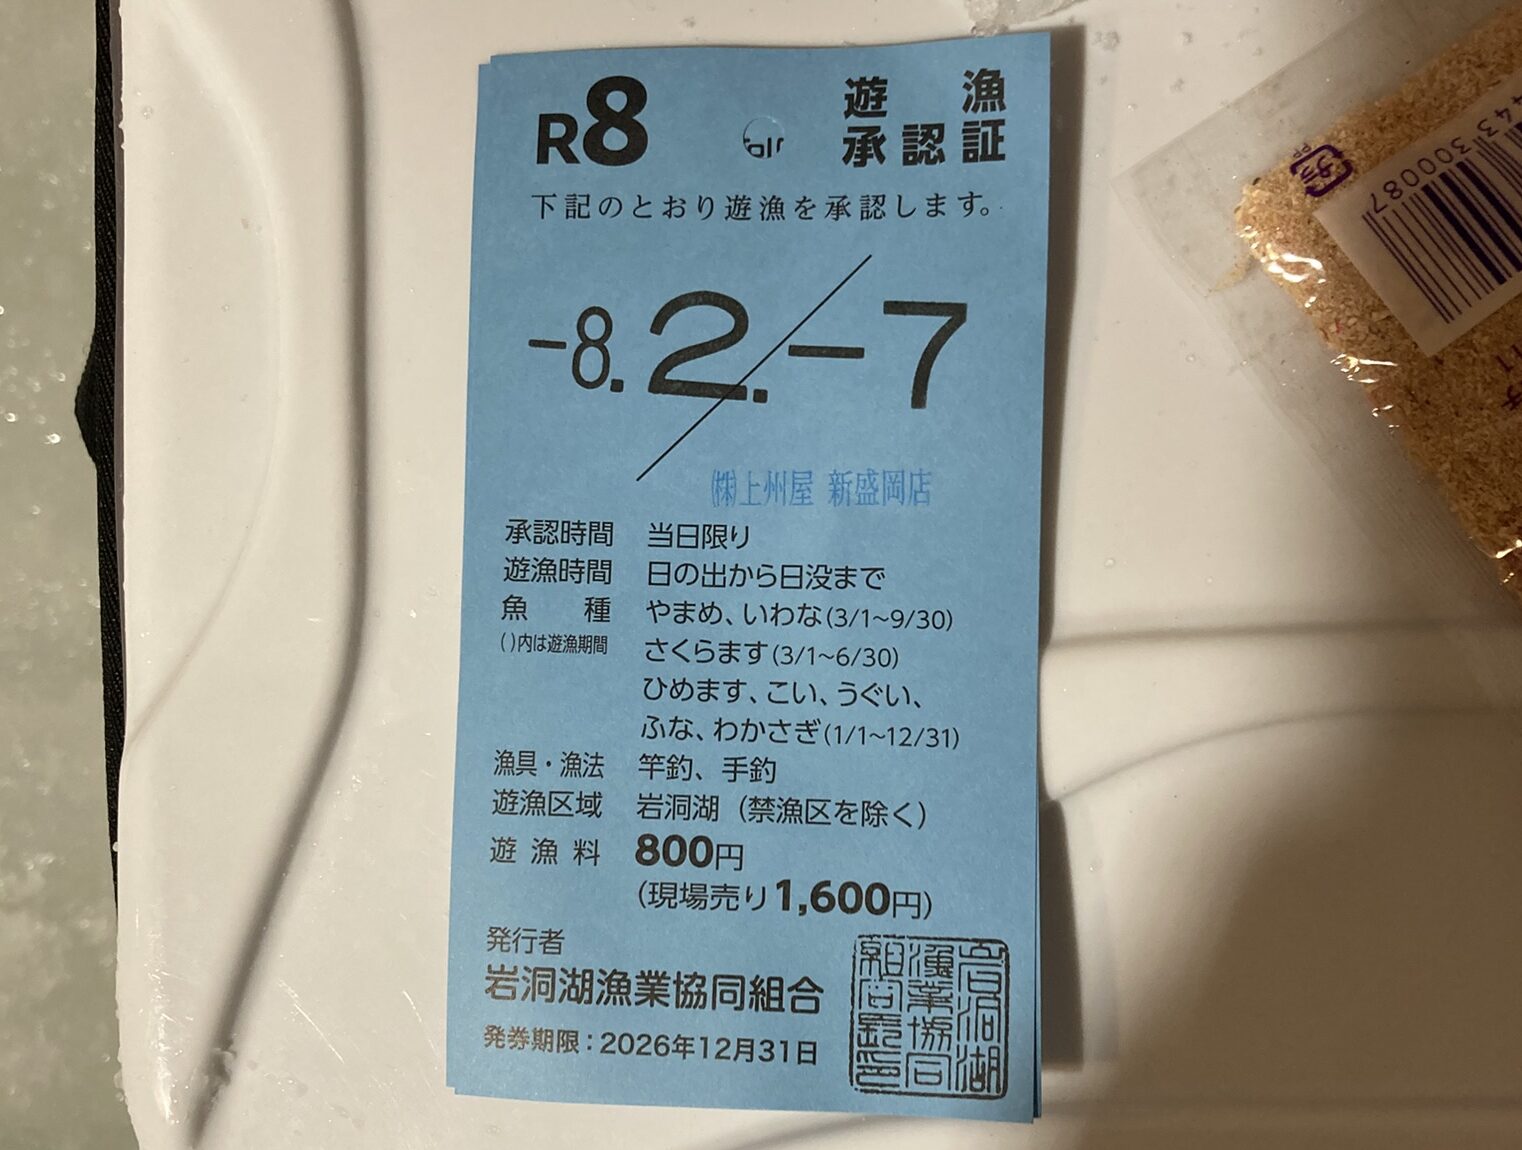 R8
遊漁
承認証
下記のとおり遊漁を承認します。
-8.2.-7
㈱上州屋 新盛岡店
承認時間 当日限り
遊漁時間 日の出から日没まで
魚種 やまめ、いわな(3/1~9/30)
( )内は遊漁期間 さくらます(3/1~6/30)
ひめます、こい、うぐい、
ふな、わかさぎ(1/1~12/31)
漁具・漁法 竿釣、手釣
遊漁区域 岩洞湖(禁漁区を除く)
遊漁料 800円
(現場売り1,600円)
発行者
岩洞湖漁業協同組合
発券期限:2026年12月31日
岩洞湖
漁業協同
プラ
PP
300087